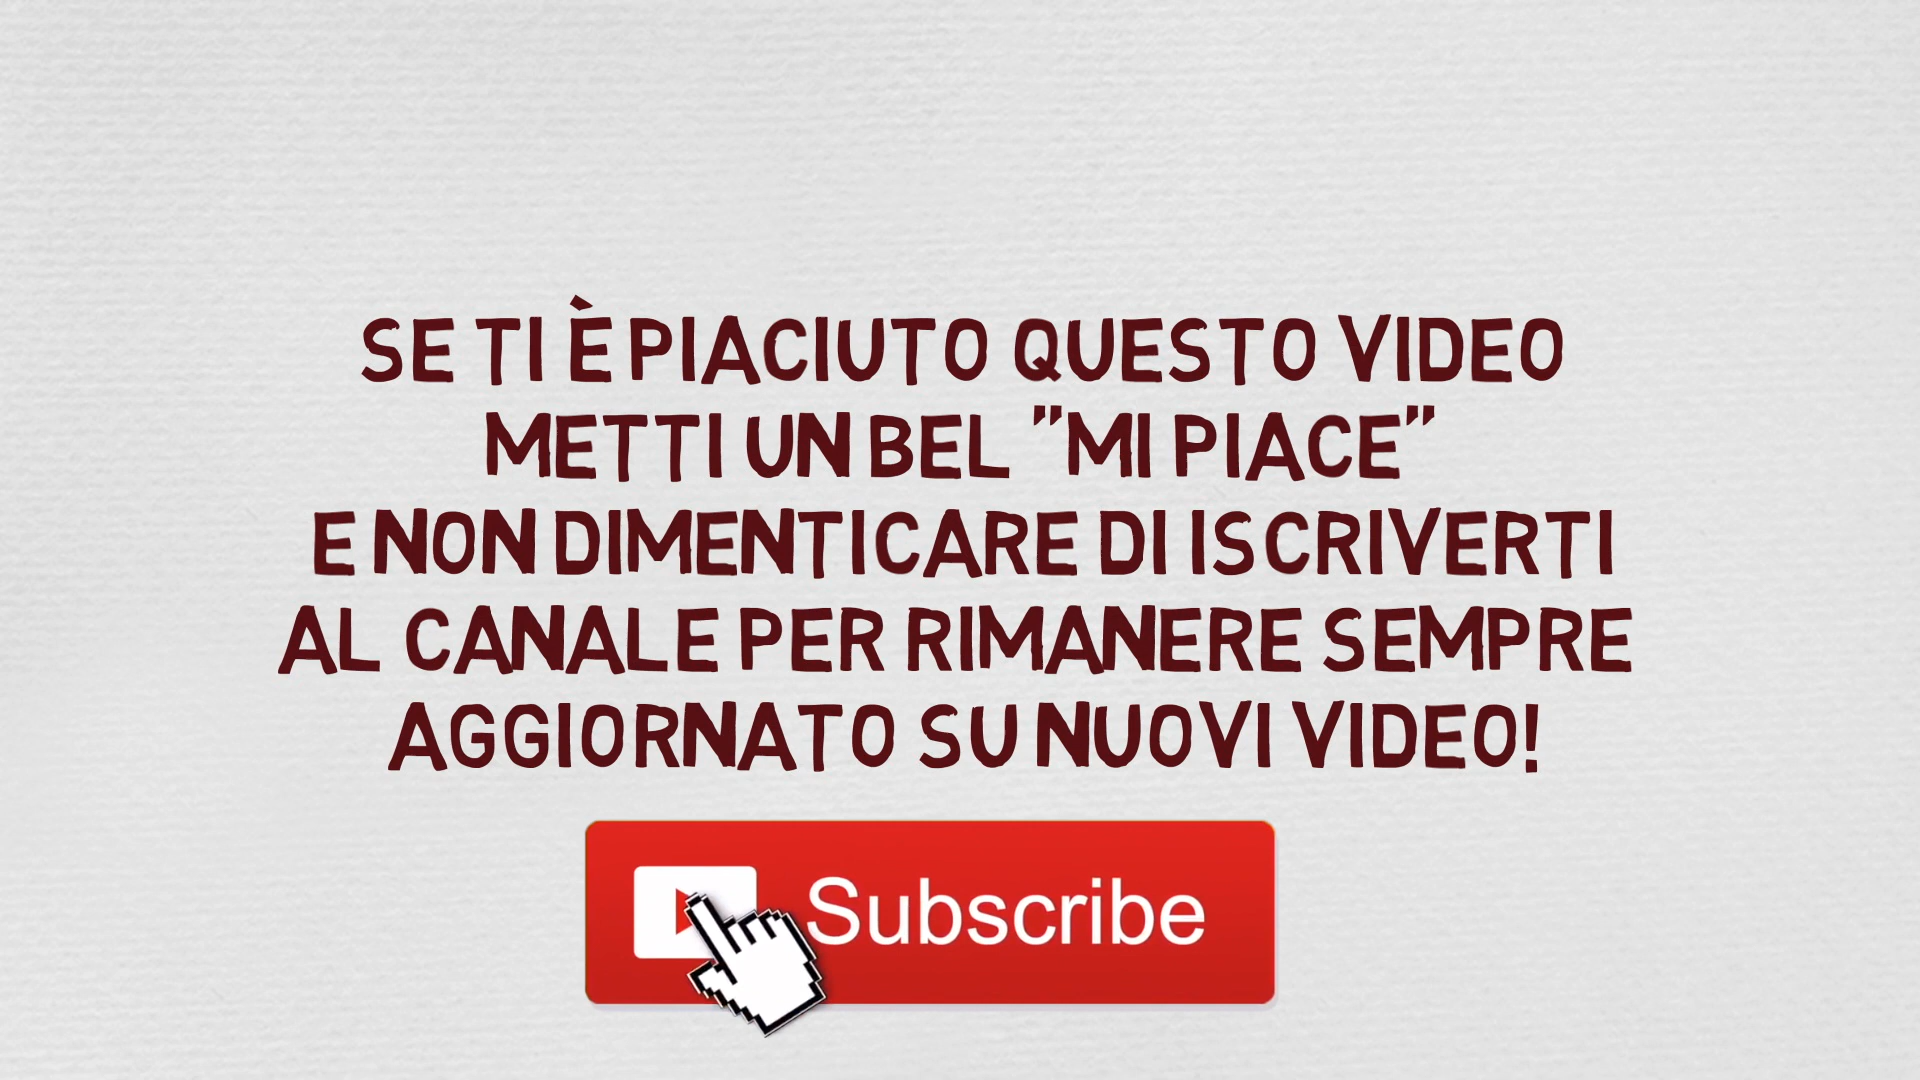 SE TI È PIACIUTO QUESTO VIDEO
METTI UN BEL "MI PIACE"
E NON DIMENTICARE DI ISCRIVERTI
AL CANALE PER RIMANERE SEMPRE
AGGIORNATO SU NUOVI VIDEO!
Subscribe